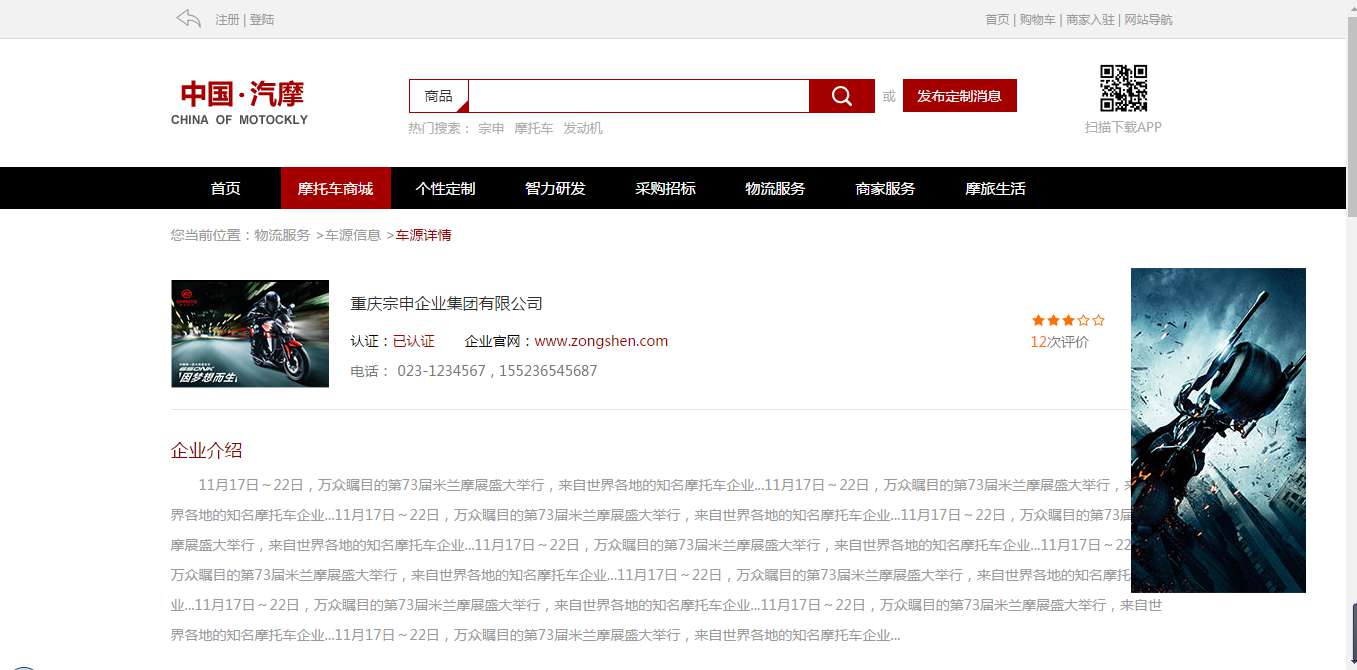 注册 | 登陆
首页 | 购物车 | 商家入驻 | 网站导航
中国·汽摩
CHINA OF MOTOCKLY
商品
或
发布定制消息
热门搜索： 宗申 摩托车 发动机
扫描下载APP
首页 摩托车商城 个性定制 智力研发 采购招标 物流服务 商家服务 摩旅生活
您当前位置：物流服务 >车源信息 >车源详情
因梦想而生
重庆宗申企业集团有限公司
认证：已认证 企业官网：www.zongshen.com
电话： 023-1234567，155236545687
12次评价
企业介绍
11月17日～22日，万众瞩目的第73届米兰摩展盛大举行，来自世界各地的知名摩托车企业...11月17日～22日，万众瞩目的第73届米兰摩展盛大举行，
界各地的知名摩托车企业...11月17日～22日，万众瞩目的第73届米兰摩展盛大举行，来自世界各地的知名摩托车企业...11月17日～22日，万众瞩目的第73届
摩展盛大举行，来自世界各地的知名摩托车企业...11月17日～22日，万众瞩目的第73届米兰摩展盛大举行，来自世界各地的知名摩托车企业...11月17日～22
万众瞩目的第73届米兰摩展盛大举行，来自世界各地的知名摩托车企业...11月17日～22日，万众瞩目的第73届米兰摩展盛大举行，来自世界各地的知名摩托
业...11月17日～22日，万众瞩目的第73届米兰摩展盛大举行，来自世界各地的知名摩托车企业...11月17日～22日，万众瞩目的第73届米兰摩展盛大举行，来自世
界各地的知名摩托车企业...11月17日～22日，万众瞩目的第73届米兰摩展盛大举行，来自世界各地的知名摩托车企业...